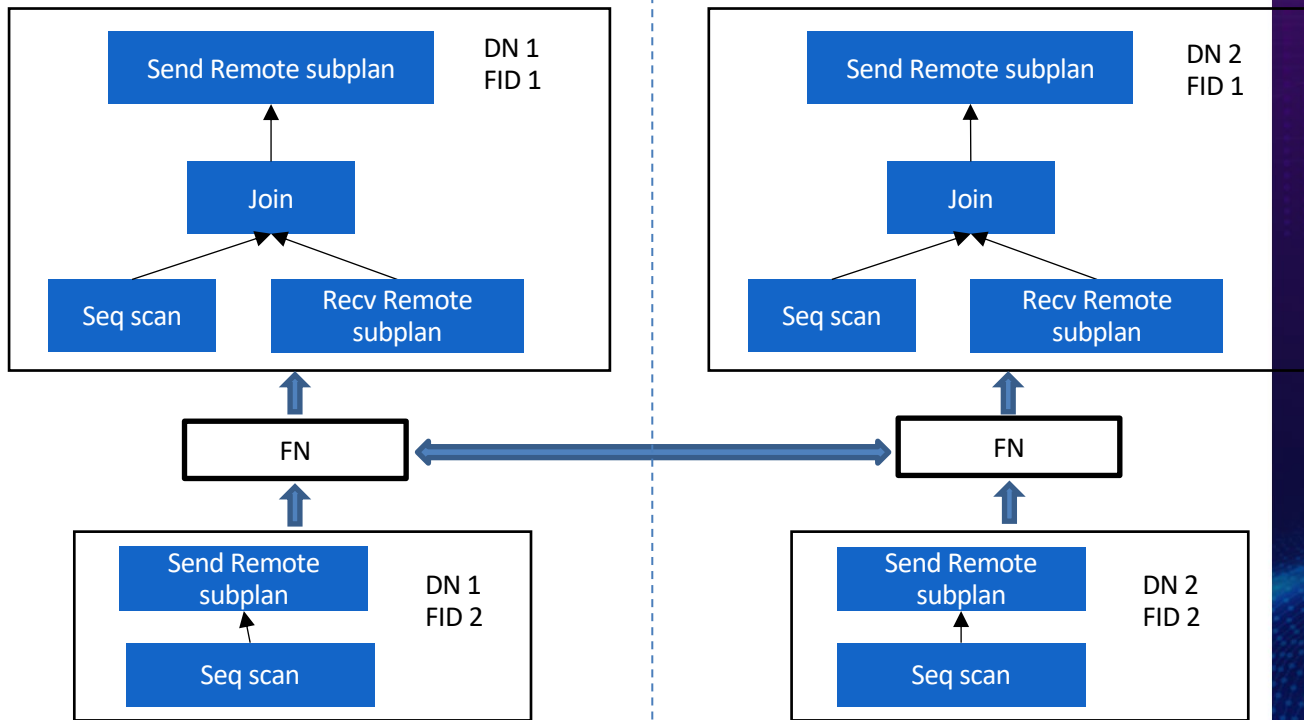 Send Remote subplan
DN 1
FID 1
Join
Seq scan
Recv Remote
subplan
Send Remote subplan
DN 2
FID 1
Join
Seq scan
Recv Remote
subplan
FN
FN
Send Remote
subplan
DN 1
FID 2
Seq scan
Send Remote
subplan
DN 2
FID 2
Seq scan